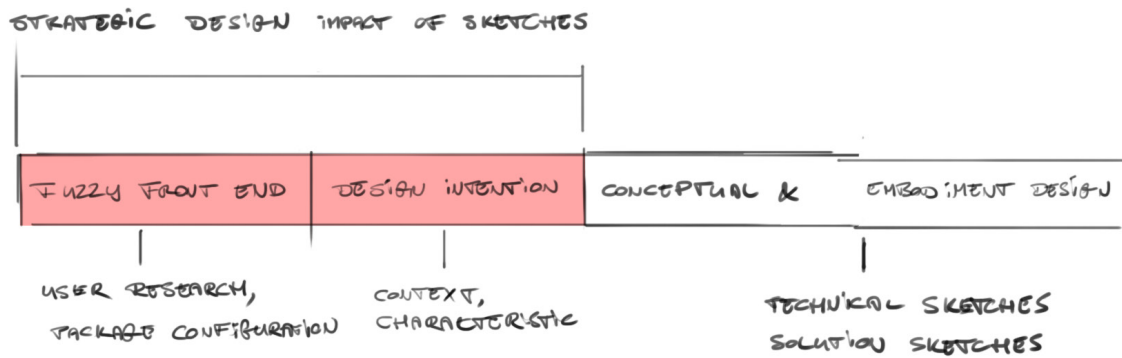 STRATEGIC DESIGN IMPACT OF SKETCHES
FUZZY FRONT END
DESIGN INTENTION
CONCEPTUAL &
EMBODIMENT DESIGN
USER RESEARCH,
PACKAGE CONFIGURATION
CONTEXT,
CHARACTERISTIC
TECHNICAL SKETCHES
SOLUTION SKETCHES